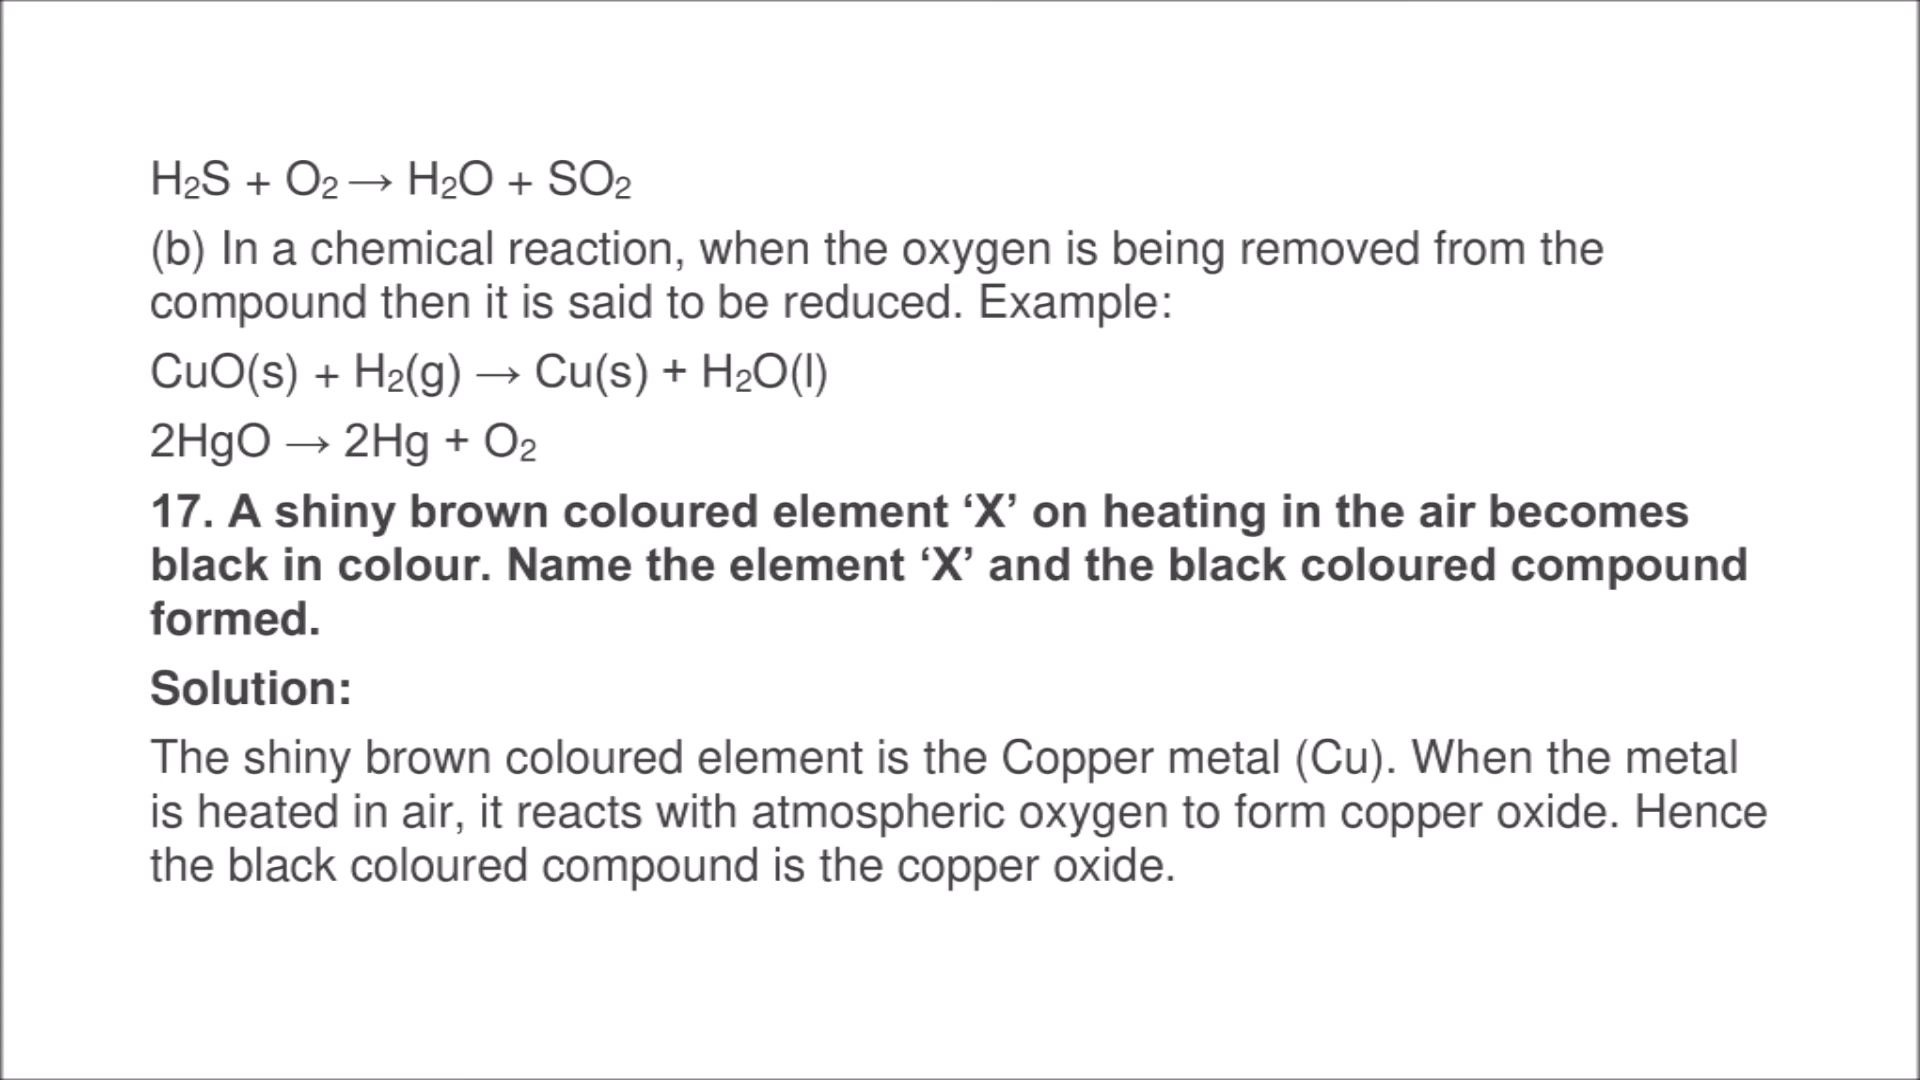 H₂S + O₂ → H₂O + SO₂
(b) In a chemical reaction, when the oxygen is being removed from the
compound then it is said to be reduced. Example:
CuO(s) + H₂(g) → Cu(s) + H₂O(l)
2HgO → 2Hg + O₂
17. A shiny brown coloured element ‘X’ on heating in the air becomes
black in colour. Name the element ‘X’ and the black coloured compound
formed.
Solution:
The shiny brown coloured element is the Copper metal (Cu). When the metal
is heated in air, it reacts with atmospheric oxygen to form copper oxide. Hence
the black coloured compound is the copper oxide.